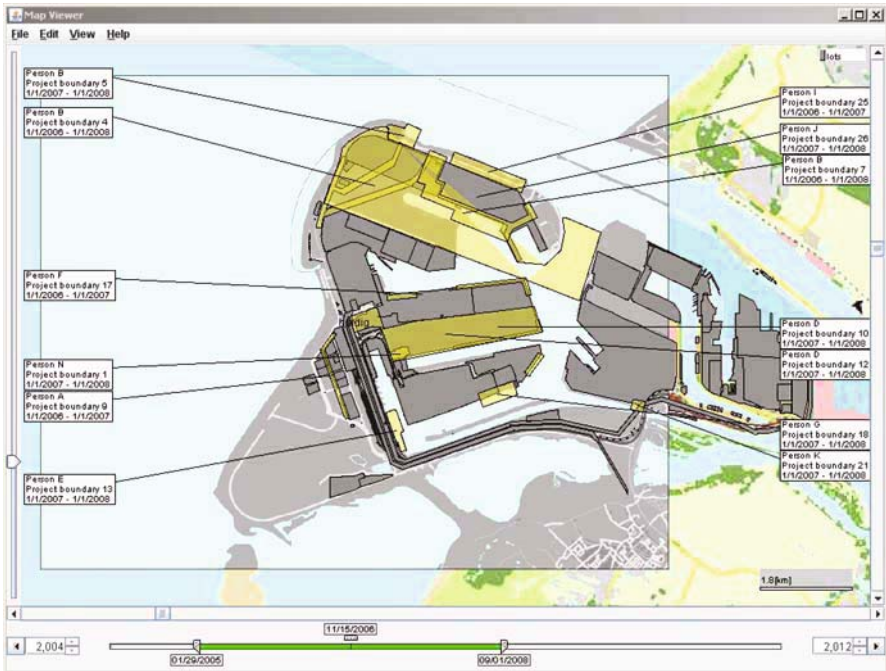 Map Viewer
File Edit View Help
lots
Person B
Project boundary 5
1/1/2007 - 1/1/2008
Person B
Project boundary 4
1/1/2006 - 1/1/2008
Person F
Project boundary 17
1/1/2006 - 1/1/2007
Person N
Project boundary 1
1/1/2007 - 1/1/2008
Person A
Project boundary 9
1/1/2006 - 1/1/2007
Person E
Project boundary 13
1/1/2007 - 1/1/2008
Person I
Project boundary 25
1/1/2006 - 1/1/2007
Person J
Project boundary 26
1/1/2007 - 1/1/2008
Person B
Project boundary 7
1/1/2006 - 1/1/2008
Person D
Project boundary 10
1/1/2007 - 1/1/2008
Person D
Project boundary 12
1/1/2007 - 1/1/2008
Person G
Project boundary 18
1/1/2007 - 1/1/2008
Person K
Project boundary 21
1/1/2007 - 1/1/2008
1.8[km]
11/15/2006
2,004
2,012
01/29/2005
09/01/2008